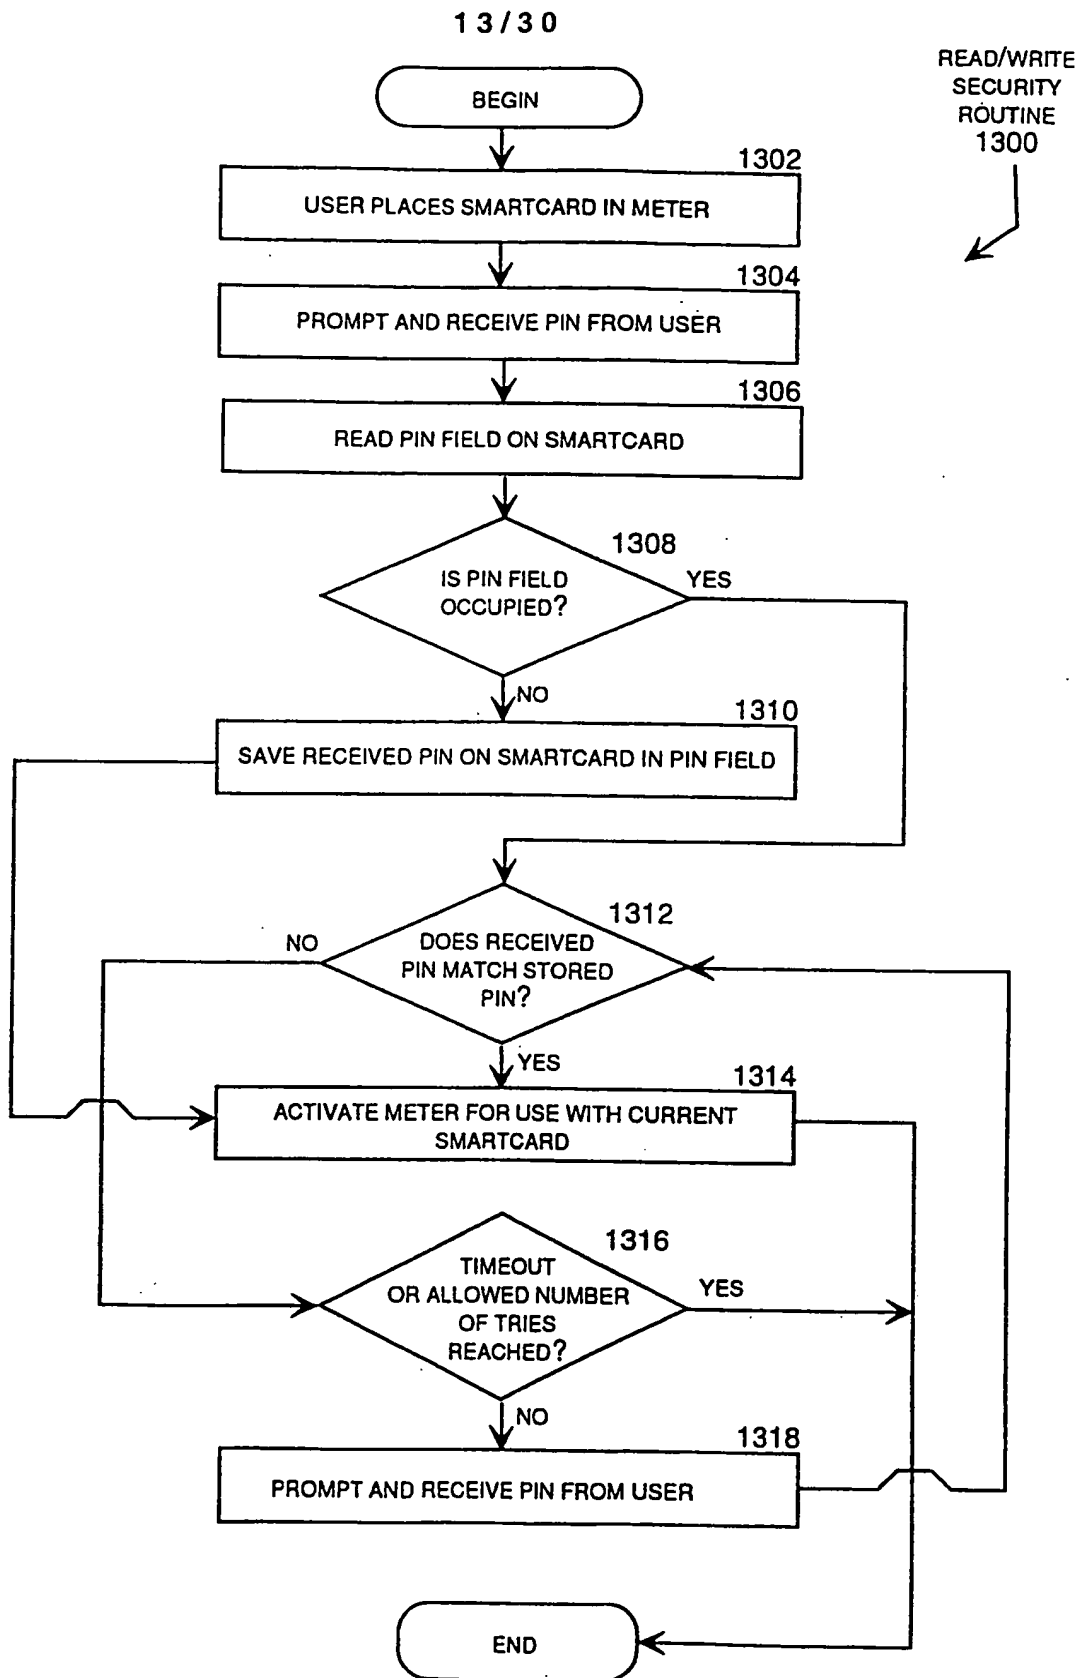 13/30
READ/WRITE
SECURITY
ROUTINE
1300
BEGIN
1302
USER PLACES SMARTCARD IN METER
1304
PROMPT AND RECEIVE PIN FROM USER
1306
READ PIN FIELD ON SMARTCARD
1308
IS PIN FIELD
OCCUPIED?
YES
NO
1310
SAVE RECEIVED PIN ON SMARTCARD IN PIN FIELD
1312
NO
DOES RECEIVED
PIN MATCH STORED
PIN?
YES
1314
ACTIVATE METER FOR USE WITH CURRENT
SMARTCARD
1316
TIMEOUT
OR ALLOWED NUMBER
OF TRIES
REACHED?
YES
NO
1318
PROMPT AND RECEIVE PIN FROM USER
END